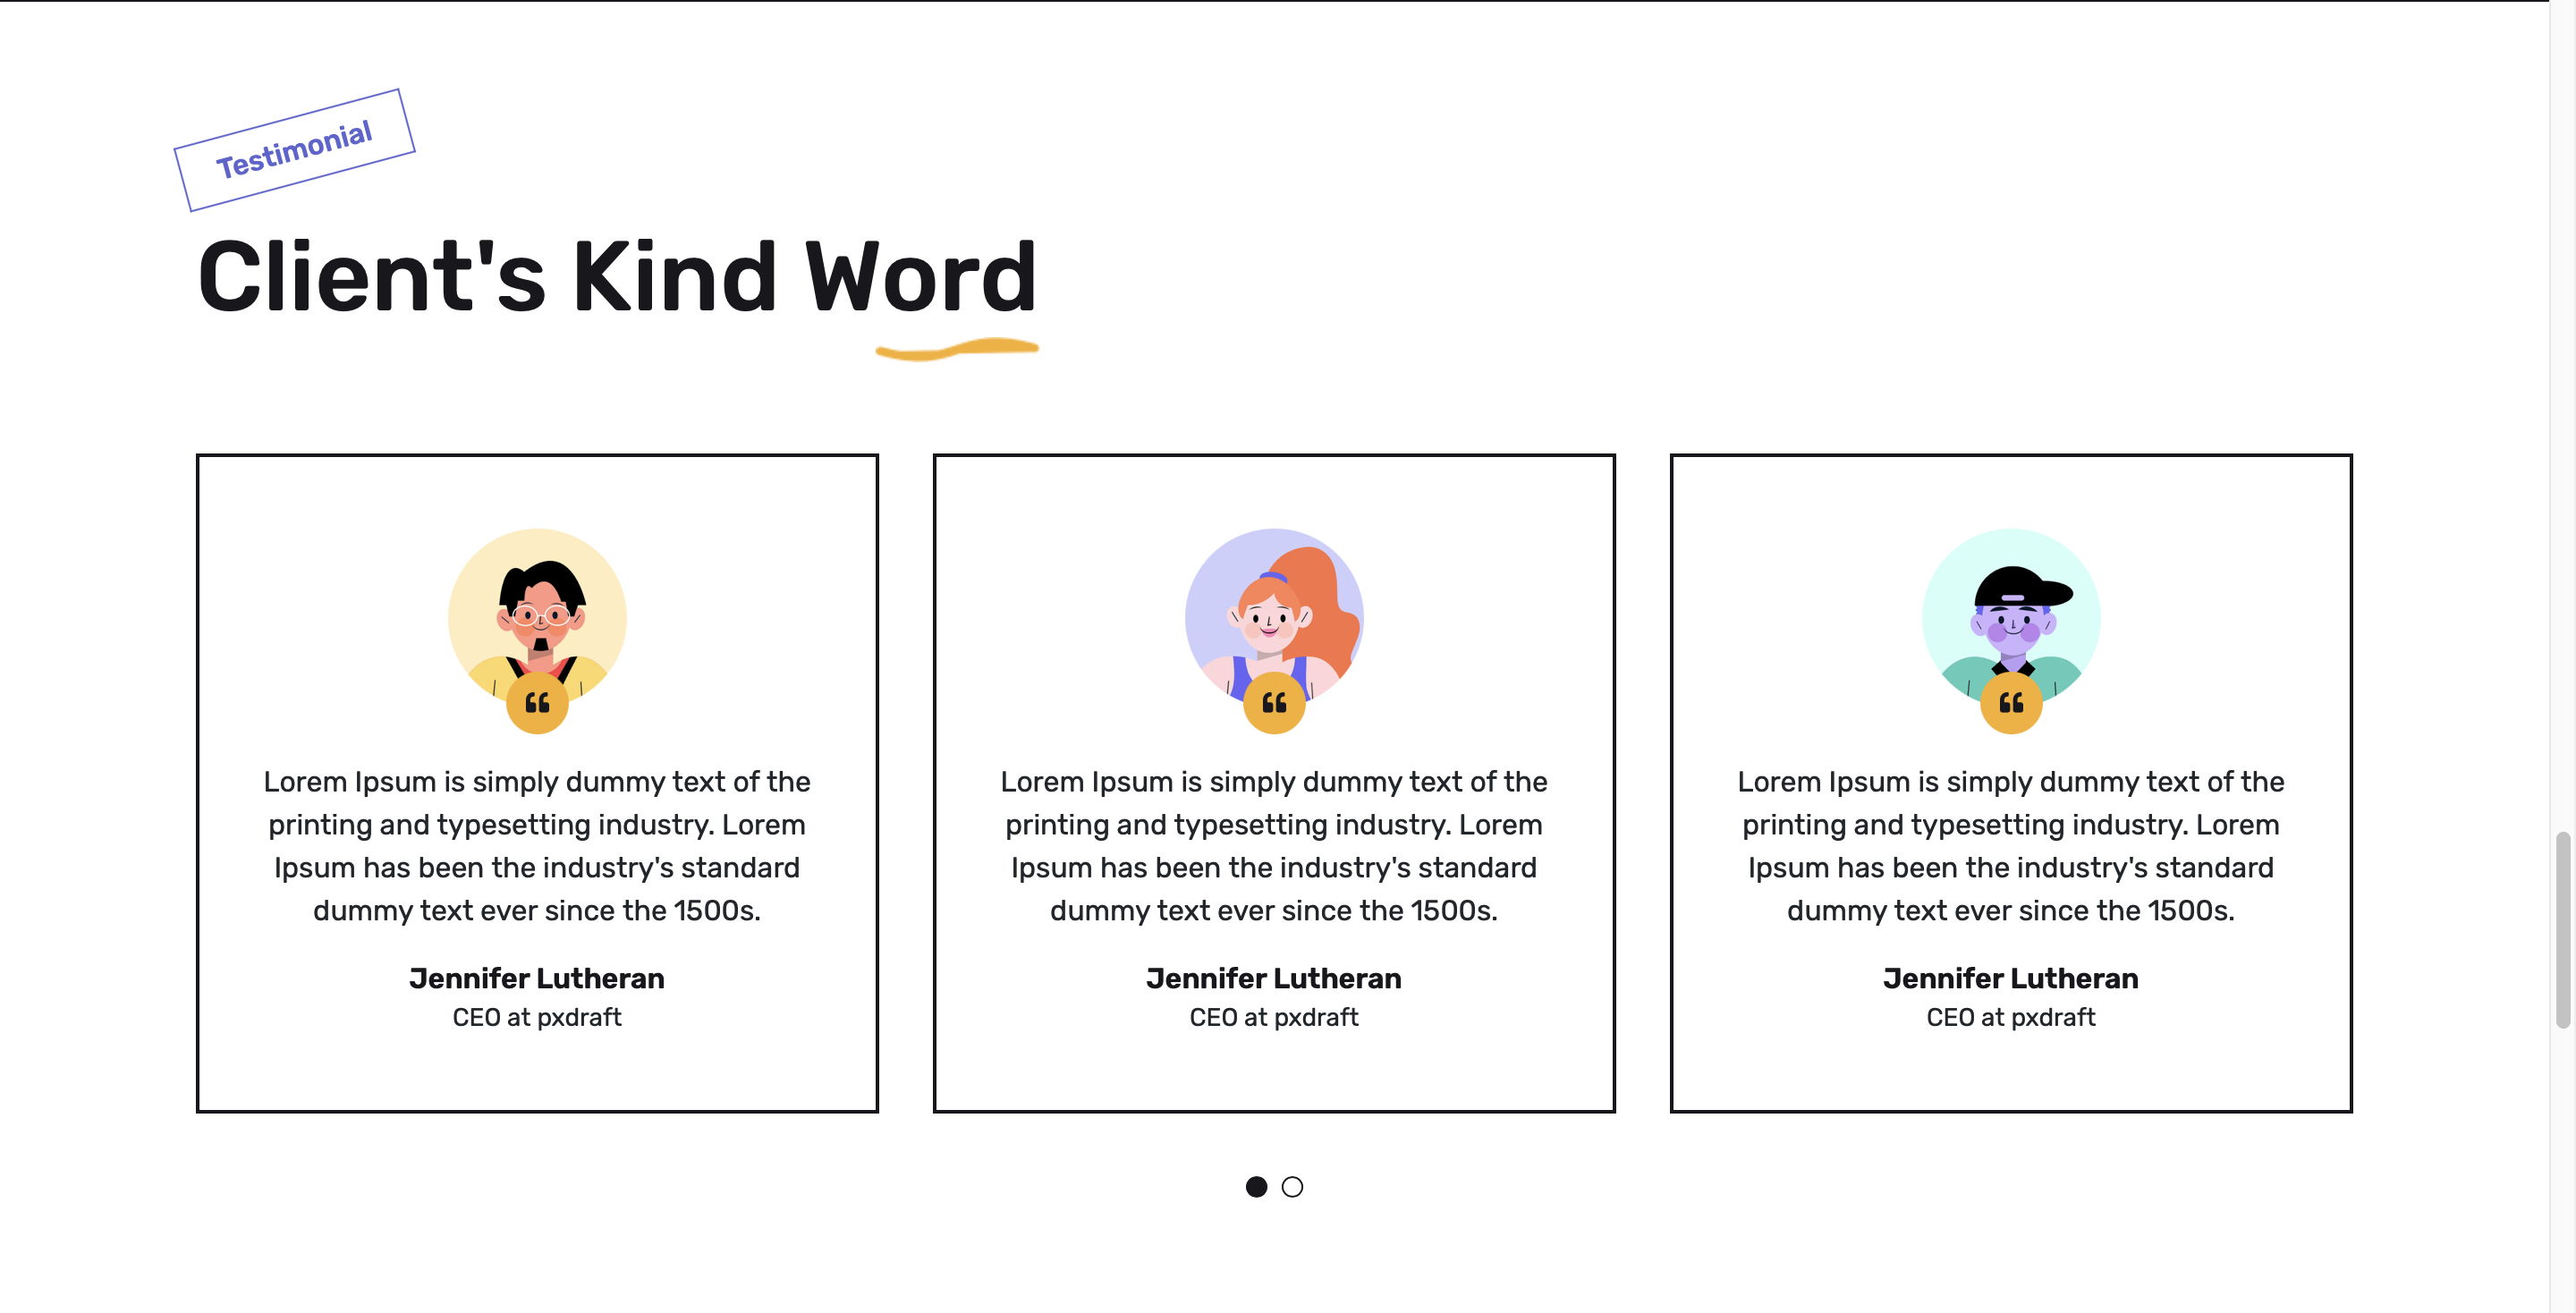 Testimonial
Client's Kind Word
Lorem Ipsum is simply dummy text of the
printing and typesetting industry. Lorem
Ipsum has been the industry's standard
dummy text ever since the 1500s.
Jennifer Lutheran
CEO at pxdraft
Lorem Ipsum is simply dummy text of the
printing and typesetting industry. Lorem
Ipsum has been the industry's standard
dummy text ever since the 1500s.
Jennifer Lutheran
CEO at pxdraft
Lorem Ipsum is simply dummy text of the
printing and typesetting industry. Lorem
Ipsum has been the industry's standard
dummy text ever since the 1500s.
Jennifer Lutheran
CEO at pxdraft